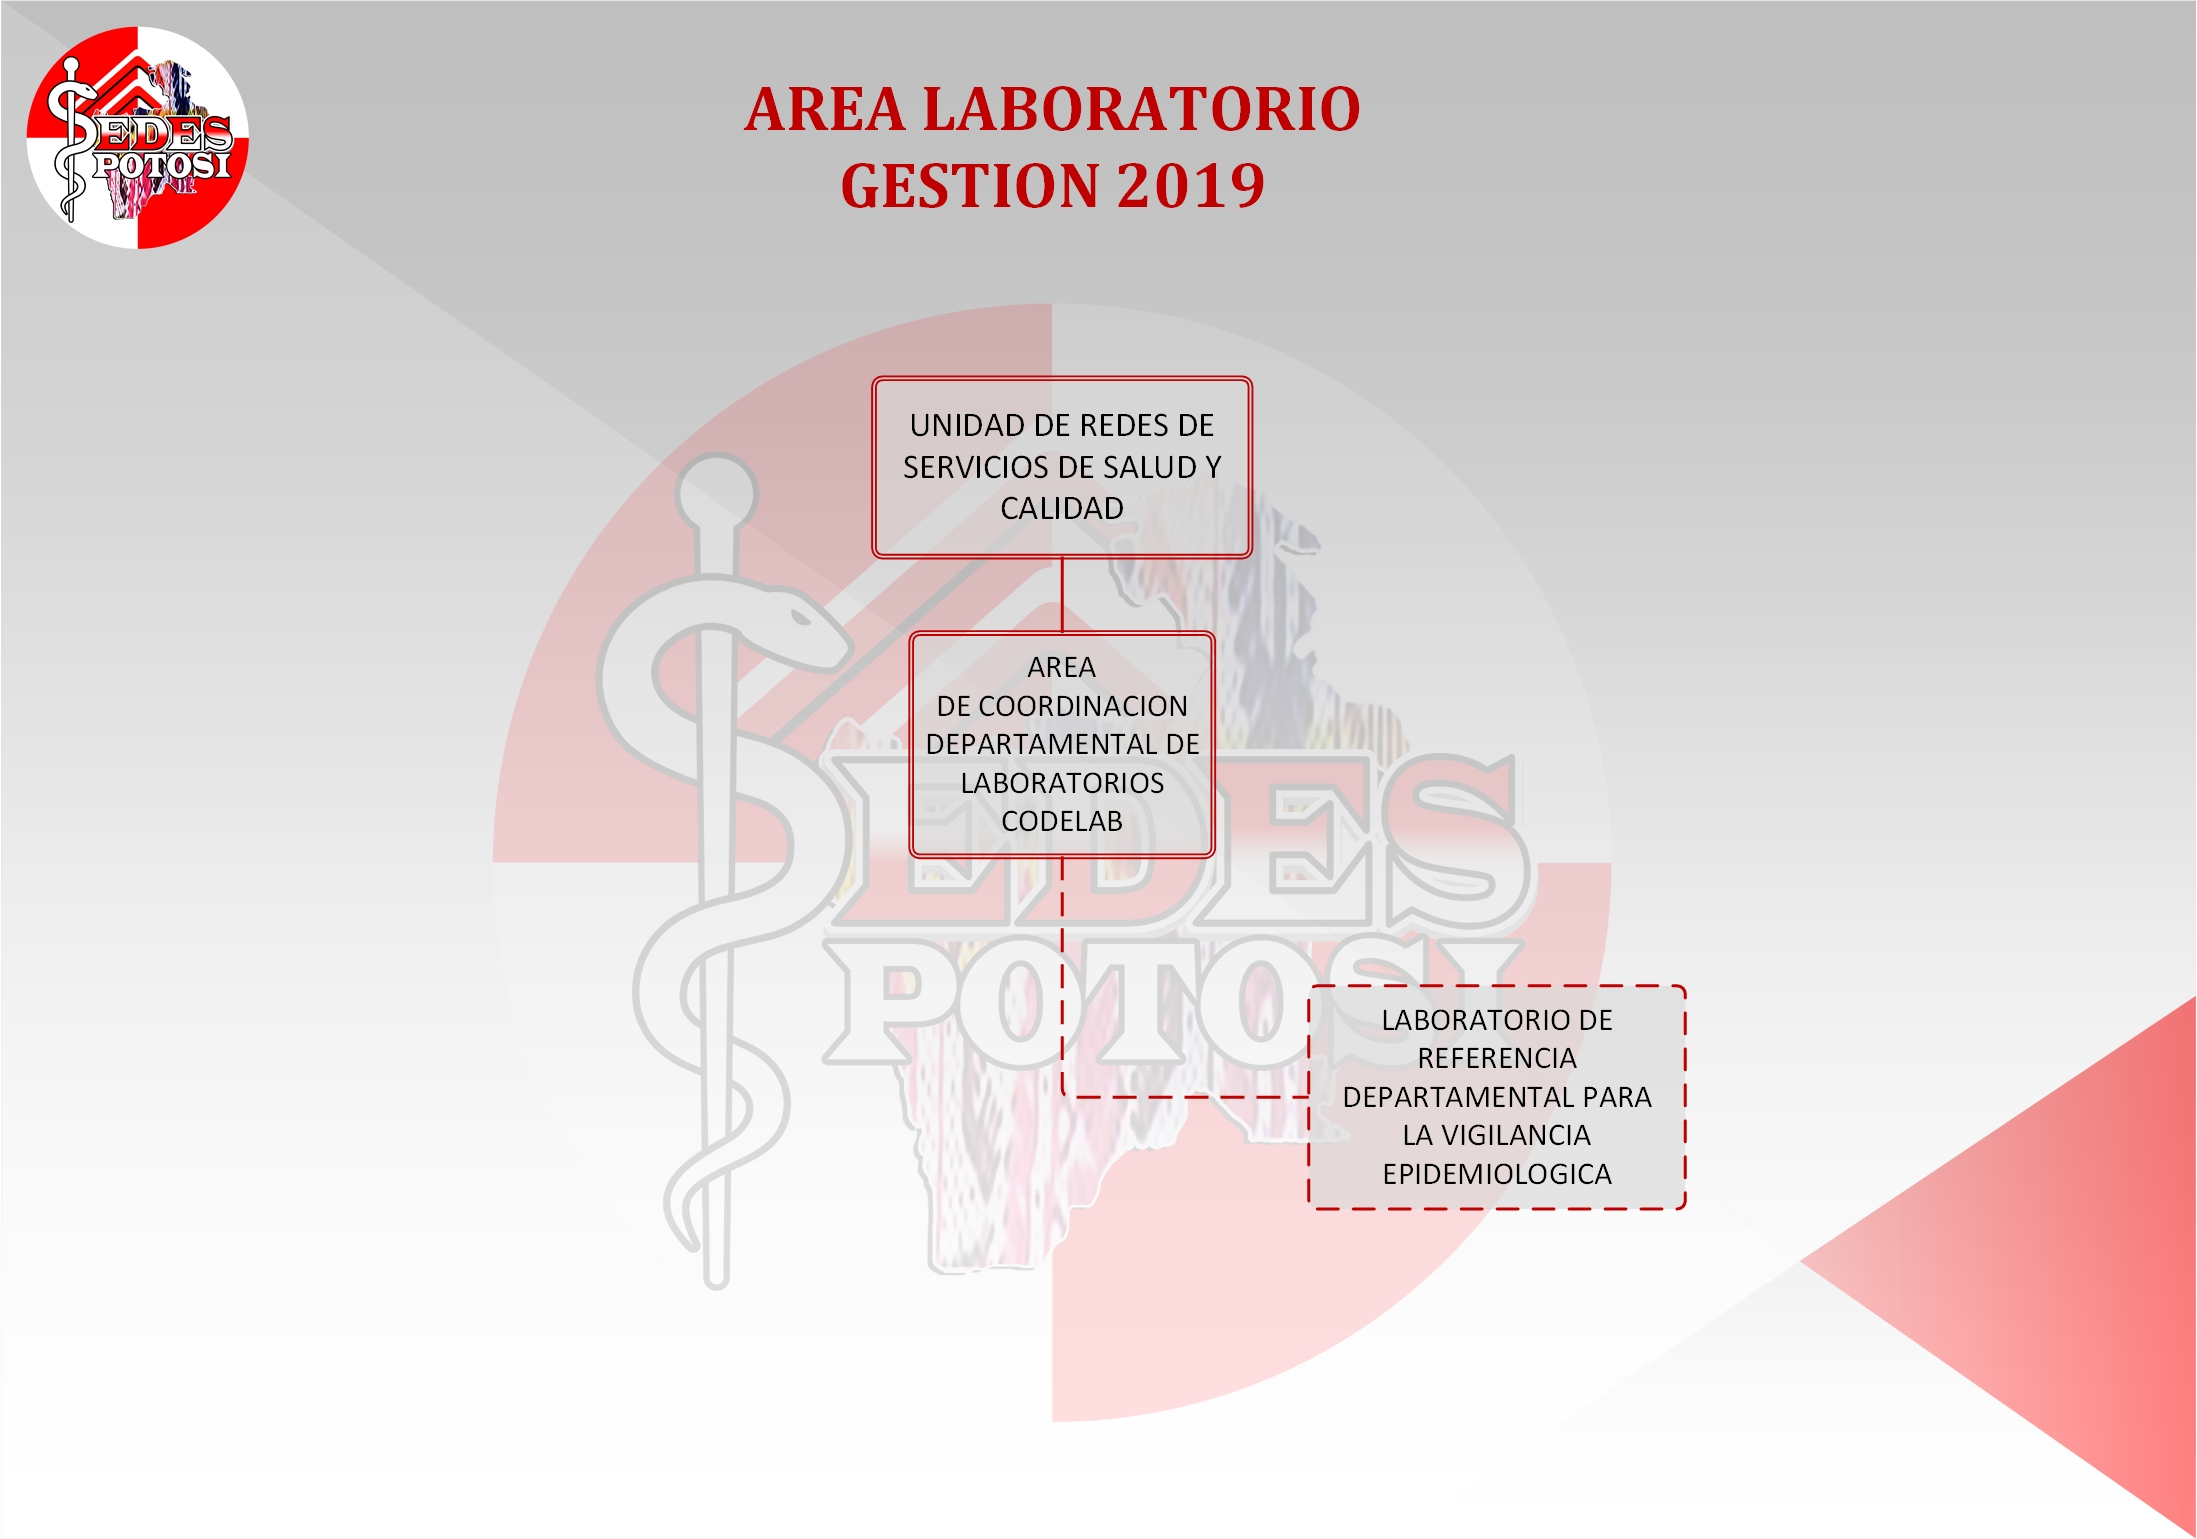 SEDES
POTOSI
AREA LABORATORIO
GESTION 2019
UNIDAD DE REDES DE
SERVICIOS DE SALUD Y
CALIDAD
AREA
DE COORDINACION
DEPARTAMENTAL DE
LABORATORIOS
CODELAB
SEDES
POTOSI
LABORATORIO DE
REFERENCIA
DEPARTAMENTAL PARA
LA VIGILANCIA
EPIDEMIOLOGICA